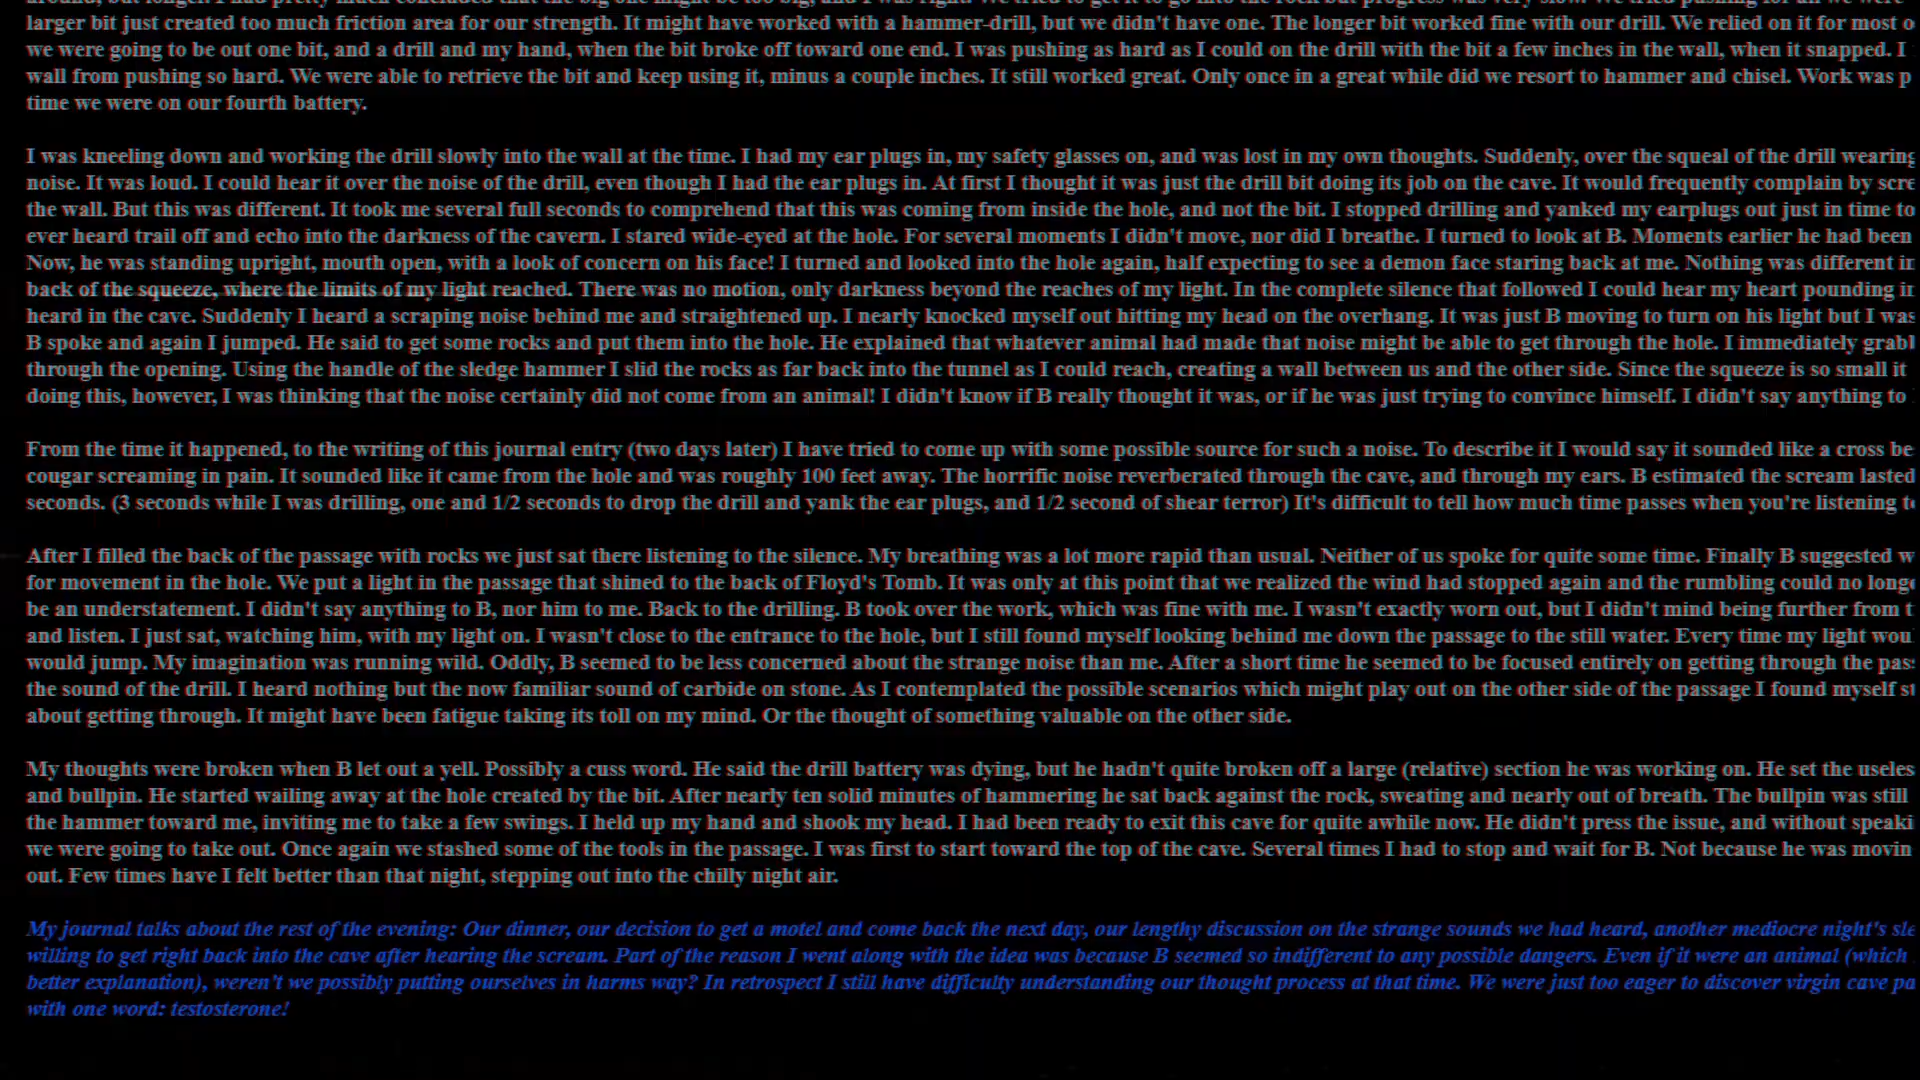 larger bit just created too much friction area for our strength. It might have worked with a hammer-drill, but we didn't have one. The longer bit worked fine with our drill. We relied on it for most
we were going to be out one bit, and a drill and my hand, when the bit broke off toward one end. I was pushing as hard as I could on the drill with the bit a few inches in the wall, when it snapped. I
wall from pushing so hard. We were able to retrieve the bit and keep using it, minus a couple inches. It still worked great. Only once in a great while did we resort to hammer and chisel. Work was
time we were on our fourth battery.
I was kneeling down and working the drill slowly into the wall at the time. I had my ear plugs in, my safety glasses on, and was lost in my own thoughts. Suddenly, over the squeal of the drill wearing
noise. It was loud. I could hear it over the noise of the drill, even though I had the ear plugs in. At first I thought it was just the drill bit doing its job on the cave. It would frequently complain by
the wall. But this was different. It took me several full seconds to comprehend that this was coming from inside the hole, and not the bit. I stopped drilling and yanked my earplugs out just in time to
ever heard trail off and echo into the darkness of the cavern. I stared wide-eyed at the hole. For several moments I didn't move, nor did I breathe. I turned to look at B. Moments earlier he had been
Now, he was standing upright, mouth open, with a look of concern on his face! I turned and looked into the hole again, half expecting to see a demon face staring back at me. Nothing was different
back of the squeeze, where the limits of my light reached. There was no motion, only darkness beyond the reaches of my light. In the complete silence that followed I could hear my heart pounding
heard in the cave. Suddenly I heard a scraping noise behind me and straightened up. I nearly knocked myself out hitting my head on the overhang. It was just B moving to turn on his light but I was
B spoke and again I jumped. He said to get some rocks and put them into the hole. He explained that whatever animal had made that noise might be able to get through the hole. I immediately
through the opening. Using the handle of the sledge hammer I slid the rocks as far back into the tunnel as I could reach, creating a wall between us and the other side. Since the squeeze is so small it
doing this, however, I was thinking that the noise certainly did not come from an animal! I didn't know if B really thought it was, or if he was just trying to convince himself. I didn't say anything to
From the time it happened, to the writing of this journal entry (two days later) I have tried to come up with some possible source for such a noise. To describe it I would say it sounded like a cross
cougar screaming in pain. It sounded like it came from the hole and was roughly 100 feet away. The horrific noise reverberated through the cave, and through my ears. B estimated the scream lasted
seconds. (3 seconds while I was drilling, one and 1/2 seconds to drop the drill and yank the ear plugs, and 1/2 second of shear terror) It's difficult to tell how much time passes when you're listening
After I filled the back of the passage with rocks we just sat there listening to the silence. My breathing was a lot more rapid than usual. Neither of us spoke for quite some time. Finally B suggested
for movement in the hole. We put a light in the passage that shined to the back of Floyd's Tomb. It was only at this point that we realized the wind had stopped again and the rumbling could no
be an understatement. I didn't say anything to B, nor him to me. Back to the drilling. B took over the work, which was fine with me. I wasn't exactly worn out, but I didn't mind being further from
and listen. I just sat, watching him, with my light on. I wasn't close to the entrance to the hole, but I still found myself looking behind me down the passage to the still water. Every time my light
would jump. My imagination was running wild. Oddly, B seemed to be less concerned about the strange noise than me. After a short time he seemed to be focused entirely on getting through the
the sound of the drill. I heard nothing but the now familiar sound of carbide on stone. As I contemplated the possible scenarios which might play out on the other side of the passage I found myself
about getting through. It might have been fatigue taking its toll on my mind. Or the thought of something valuable on the other side.
My thoughts were broken when B let out a yell. Possibly a cuss word. He said the drill battery was dying, but he hadn't quite broken off a large (relative) section he was working on. He set the
and bullpin. He started wailing away at the hole created by the bit. After nearly ten solid minutes of hammering he sat back against the rock, sweating and nearly out of breath. The bullpin was still
the hammer toward me, inviting me to take a few swings. I held up my hand and shook my head. I had been ready to exit this cave for quite awhile now. He didn't press the issue, and without
we were going to take out. Once again we stashed some of the tools in the passage. I was first to start toward the top of the cave. Several times I had to stop and wait for B. Not because he was
out. Few times have I felt better than that night, stepping out into the chilly night air.
My journal talks about the rest of the evening: Our dinner, our decision to get a motel and come back the next day, our lengthy discussion on the strange sounds we had heard, another mediocre night's
willing to get right back into the cave after hearing the scream. Part of the reason I went along with the idea was because B seemed so indifferent to any possible dangers. Even if it were an animal (which
better explanation), weren't we possibly putting ourselves in harms way? In retrospect I still have difficulty understanding our thought process at that time. We were just too eager to discover virgin cave
with one word: testosterone!